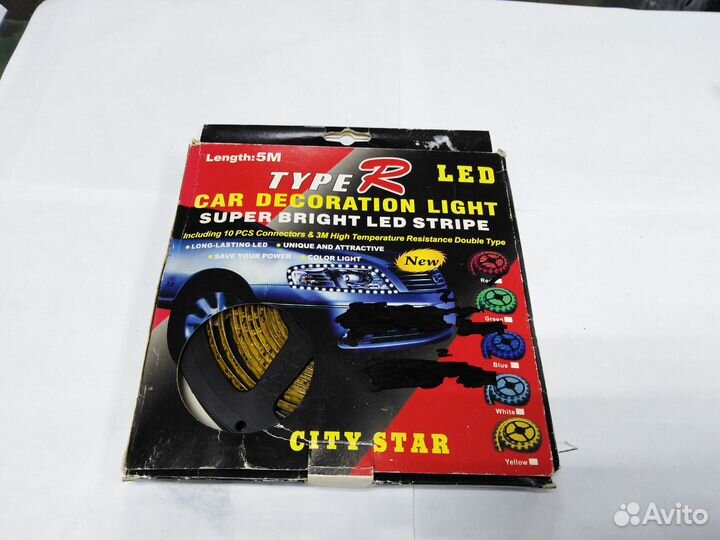 Length:5M
TYPE R LED
CAR DECORATION LIGHT
SUPER BRIGHT LED STRIPE
Including 10 PCS Connectors & 3M High Temperature Resistance Double Type
LONG-LASTING LED UNIQUE AND ATTRACTIVE
SAVE YOUR POWER COLOR LIGHT
New
Red
Green
Blue
White
Yellow
CITY STAR
Avito